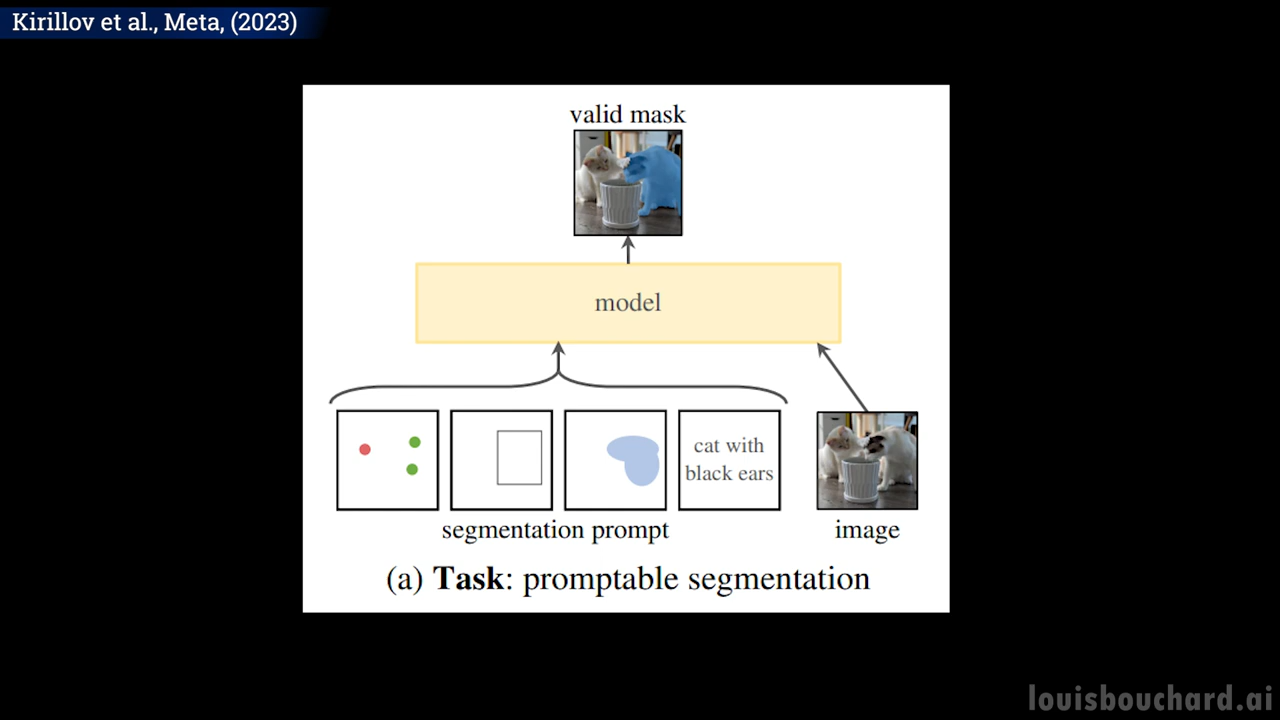 Kirillov et al., Meta, (2023)
valid mask
model
cat with
black ears
segmentation prompt
image
(a) Task: promptable segmentation
louisbouchard.ai